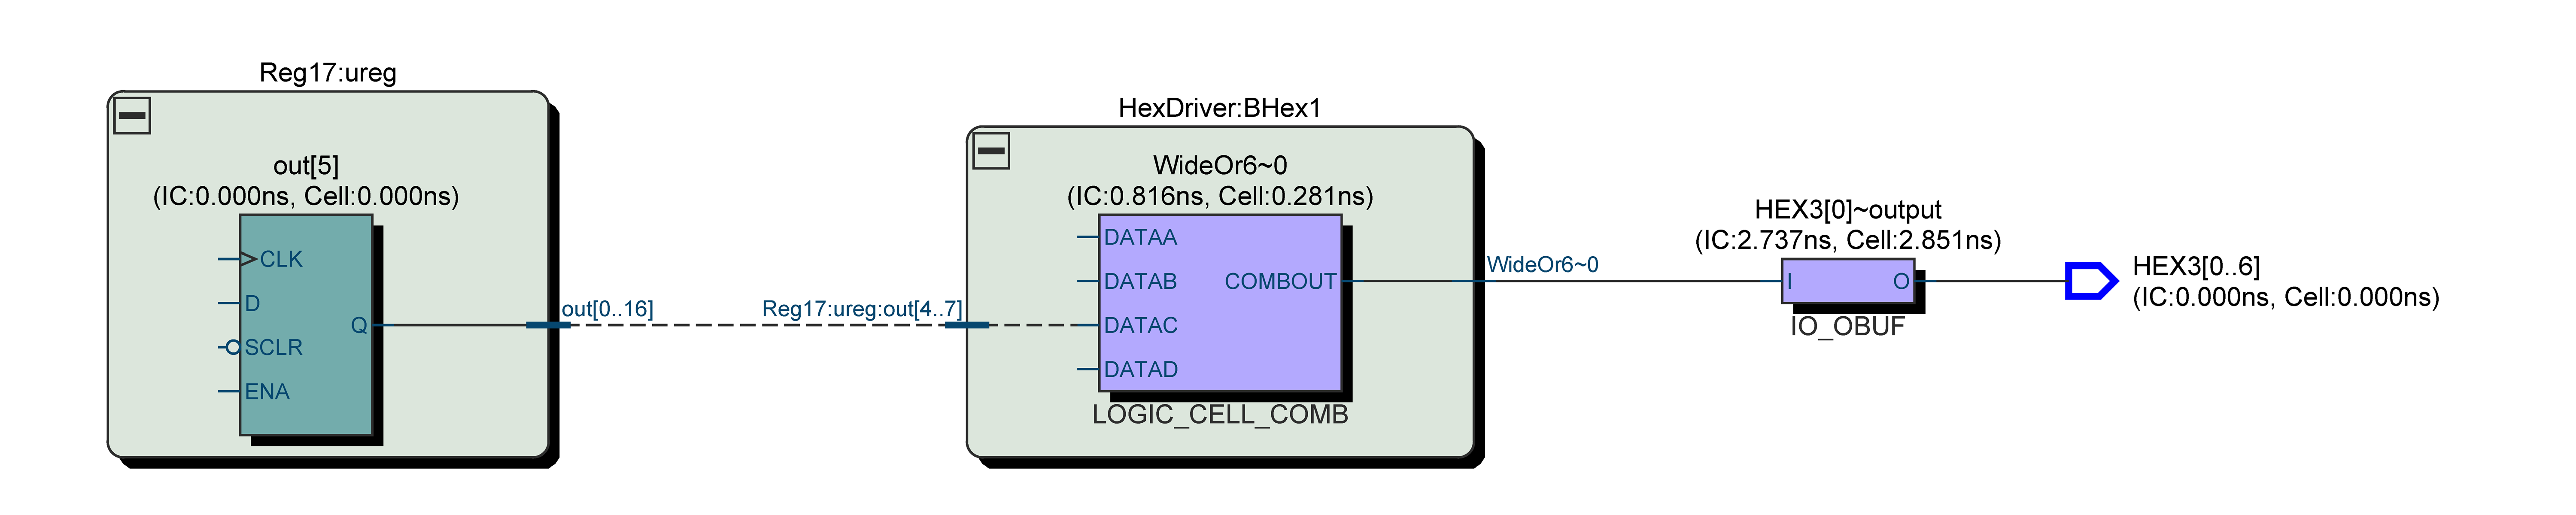 Reg17:ureg
out[5]
(IC:0.000ns, Cell:0.000ns)
CLK
D
Q
SCLR
ENA
out[0..16]
Reg17:ureg:out[4..7]
HexDriver:BHex1
WideOr6~0
(IC:0.816ns, Cell:0.281ns)
DATAA
DATAB
COMBOUT
DATAC
DATAD
LOGIC_CELL_COMB
WideOr6~0
HEX3[0]~output
(IC:2.737ns, Cell:2.851ns)
I
O
IO_OBUF
HEX3[0..6]
(IC:0.000ns, Cell:0.000ns)